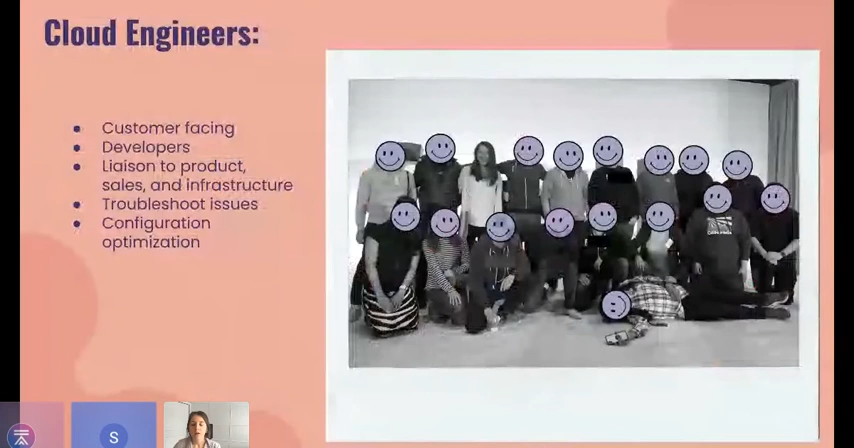 Cloud Engineers:
● Customer facing
● Developers
● Liaison to product,
sales, and infrastructure
● Troubleshoot issues
● Configuration
optimization
S